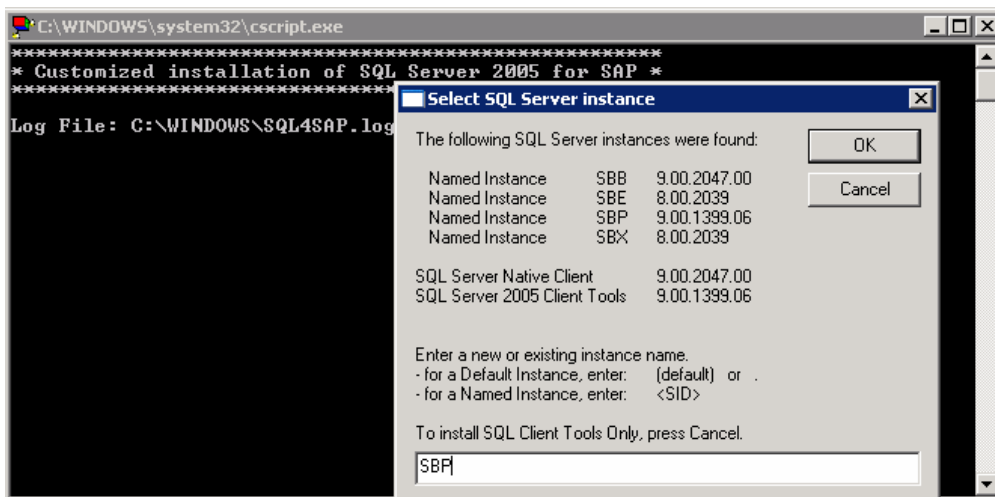 C:\WINDOWS\system32\cscript.exe
*****************************************************
* Customized installation of SQL Server 2005 for SAP *
Log File: C:\WINDOWS\SQL4SAP.log
Select SQL Server instance
The following SQL Server instances were found:
OK
Cancel
Named Instance SBB 9.00.2047.00
Named Instance SBE 8.00.2039
Named Instance SBP 9.00.1399.06
Named Instance SBX 8.00.2039
SQL Server Native Client 9.00.2047.00
SQL Server 2005 Client Tools 9.00.1399.06
Enter a new or existing instance name.
- for a Default Instance, enter: (default) or .
- for a Named Instance, enter: <SID>
To install SQL Client Tools Only, press Cancel.
SBP